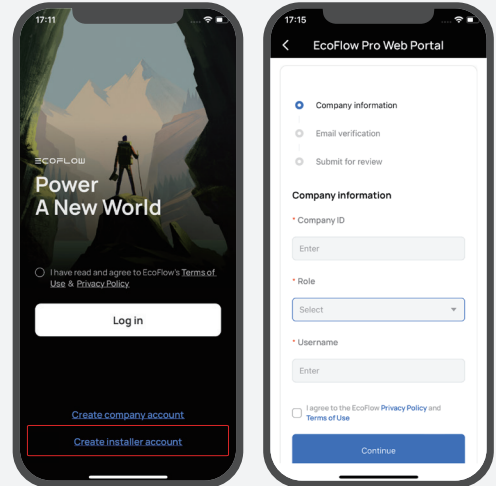 17:11
ECOFLOW
Power
A New World
I have read and agree to EcoFlow's Terms of
Use & Privacy Policy
Log in
Create company account
Create installer account
17:15
EcoFlow Pro Web Portal
Company information
Email verification
Submit for review
Company information
* Company ID
Enter
* Role
Select
* Username
Enter
I agree to the EcoFlow Privacy Policy and
Terms of Use
Continue